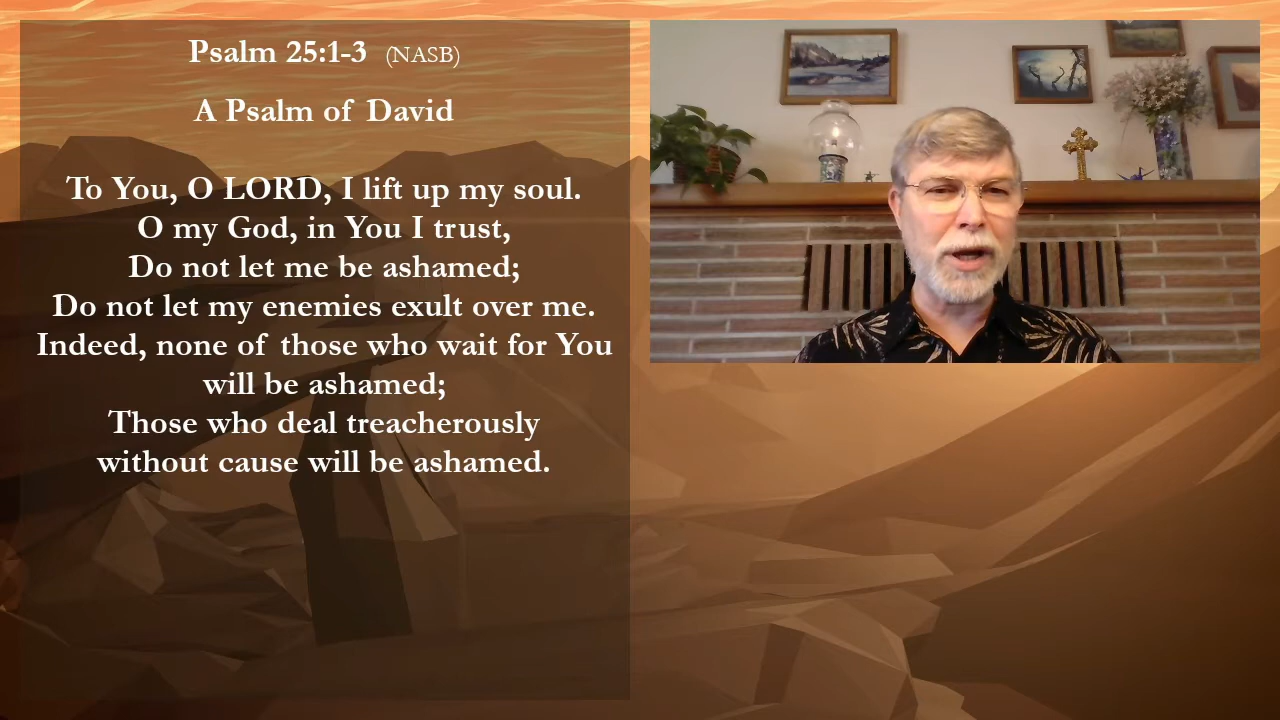 Psalm 25:1-3 (NASB)
A Psalm of David
To You, O LORD, I lift up my soul.
O my God, in You I trust,
Do not let me be ashamed;
Do not let my enemies exult over me.
Indeed, none of those who wait for You
will be ashamed;
Those who deal treacherously
without cause will be ashamed.